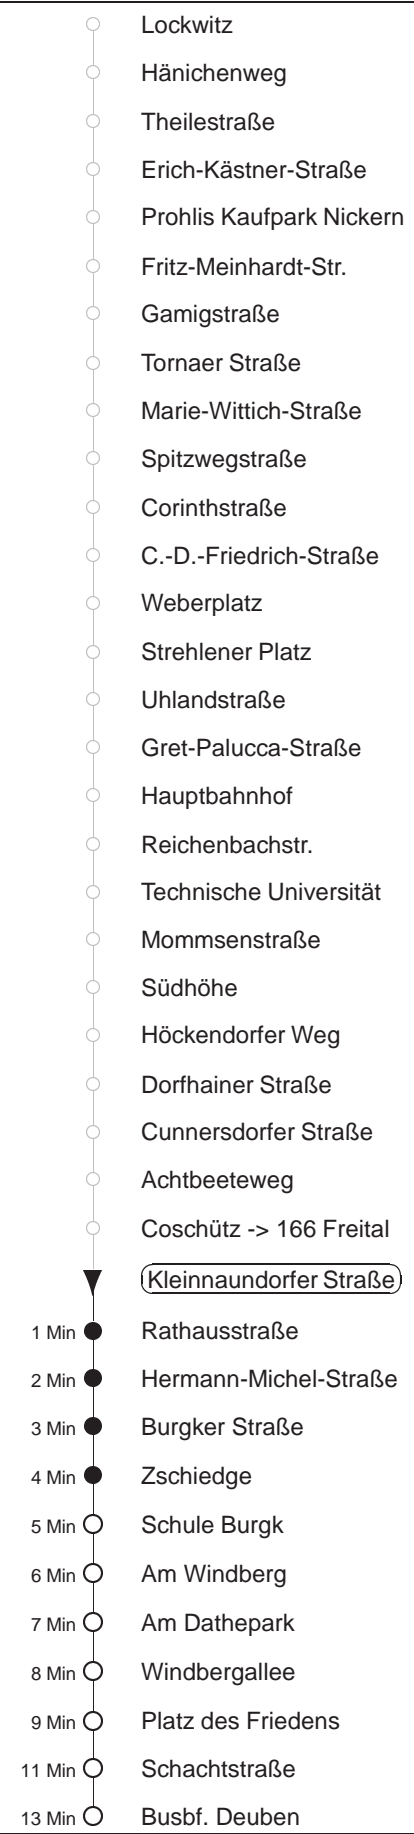 Lockwitz
Hänichenweg
Theilestraße
Erich-Kästner-Straße
Prohlis Kaufpark Nickern
Fritz-Meinhardt-Str.
Gamigstraße
Tornaer Straße
Marie-Wittich-Straße
Spitzwegstraße
Corinthstraße
C.-D.-Friedrich-Straße
Weberplatz
Strehlener Platz
Uhlandstraße
Gret-Palucca-Straße
Hauptbahnhof
Reichenbachstr.
Technische Universität
Mommsenstraße
Südhöhe
Höckendorfer Weg
Dorfhainer Straße
Cunnersdorfer Straße
Achtbeeteweg
Coschütz -> 166 Freital
Kleinnaundorfer Straße
1 Min Rathausstraße
2 Min Hermann-Michel-Straße
3 Min Burgker Straße
4 Min Zschiedge
5 Min Schule Burgk
6 Min Am Windberg
7 Min Am Dathepark
8 Min Windbergallee
9 Min Platz des Friedens
11 Min Schachtstraße
13 Min Busbf. Deuben